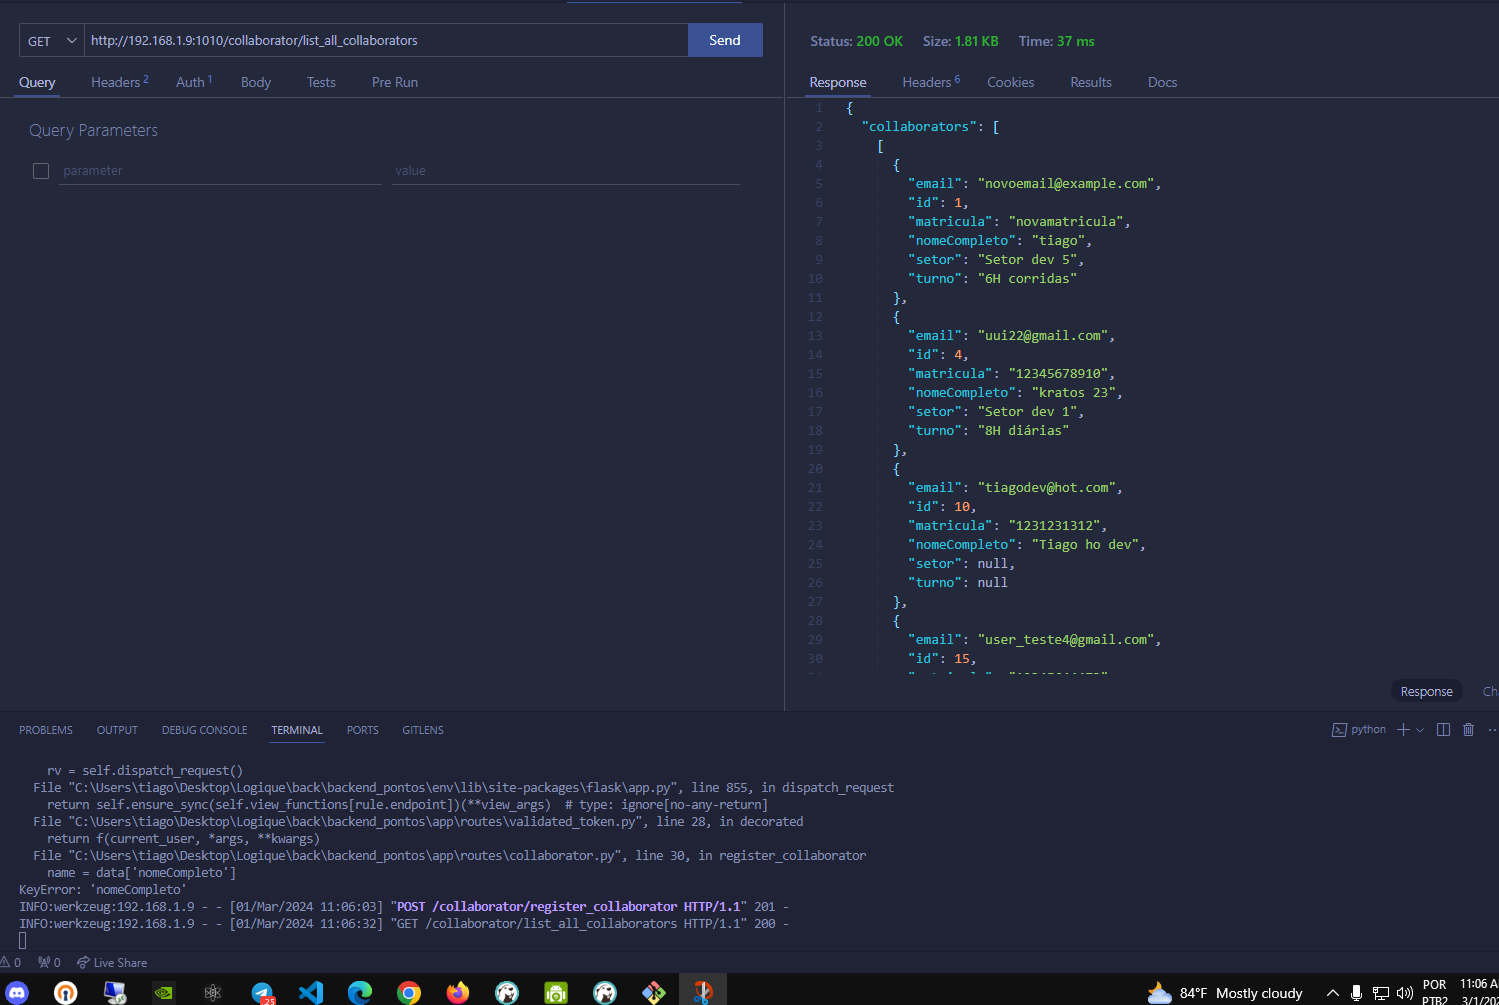 GET
http://192.168.1.9:1010/collaborator/list_all_collaborators
Send
Status: 200 OK Size: 1.81 KB Time: 37 ms
Query Headers 2 Auth 1 Body Tests Pre Run
Response Headers 6 Cookies Results Docs
Query Parameters
parameter value
1 {
2 "collaborators": [
3 [
4 {
5 "email": "novoemail@example.com",
6 "id": 1,
7 "matricula": "novamatricula",
8 "nomeCompleto": "tiago",
9 "setor": "Setor dev 5",
10 "turno": "6H corridas"
11 },
12 {
13 "email": "uui22@gmail.com",
14 "id": 4,
15 "matricula": "12345678910",
16 "nomeCompleto": "kratos 23",
17 "setor": "Setor dev 1",
18 "turno": "8H diárias"
19 },
20 {
21 "email": "tiagodev@hot.com",
22 "id": 10,
23 "matricula": "1231231312",
24 "nomeCompleto": "Tiago ho dev",
25 "setor": null,
26 "turno": null
27 },
28 {
29 "email": "user_teste4@gmail.com",
30 "id": 15,
Response
PROBLEMS OUTPUT DEBUG CONSOLE TERMINAL PORTS GITLENS
python
rv = self.dispatch_request()
File "C:\Users\tiago\Desktop\Logique\back\backend_pontos\env\lib\site-packages\flask\app.py", line 855, in dispatch_request
return self.ensure_sync(self.view_functions[rule.endpoint])(**view_args)  # type: ignore[no-any-return]
File "C:\Users\tiago\Desktop\Logique\back\backend_pontos\app\routes\validated_token.py", line 28, in decorated
return f(current_user, *args, **kwargs)
File "C:\Users\tiago\Desktop\Logique\back\backend_pontos\app\routes\collaborator.py", line 30, in register_collaborator
name = data['nomeCompleto']
KeyError: 'nomeCompleto'
INFO:werkzeug:192.168.1.9 - - [01/Mar/2024 11:06:03] "POST /collaborator/register_collaborator HTTP/1.1" 201 -
INFO:werkzeug:192.168.1.9 - - [01/Mar/2024 11:06:32] "GET /collaborator/list_all_collaborators HTTP/1.1" 200 -
0 0 Live Share
25
84°F Mostly cloudy
POR
PTB2
11:06 A